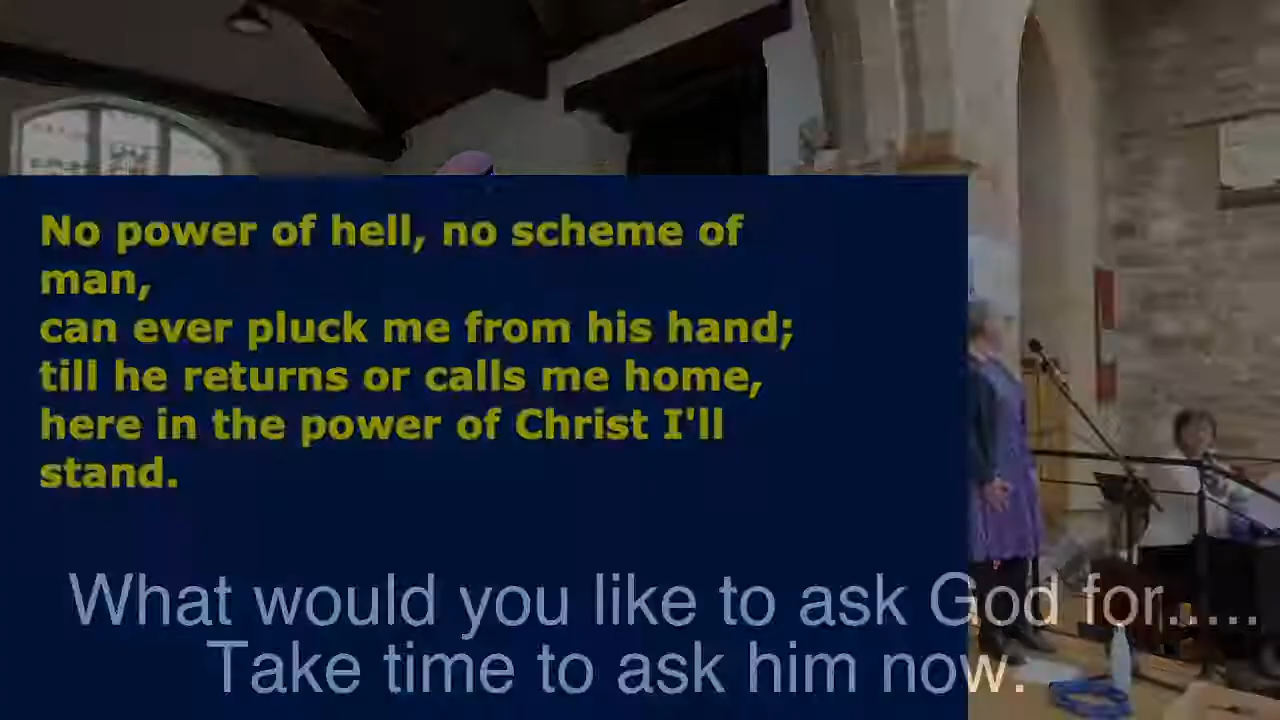 No power of hell, no scheme of
man,
can ever pluck me from his hand;
till he returns or calls me home,
here in the power of Christ I'll
stand.
What would you like to ask God for.....
Take time to ask him now.